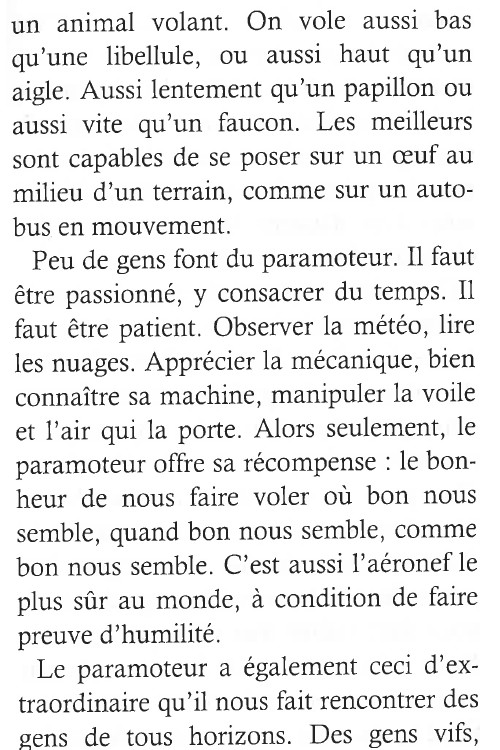 un animal volant. On vole aussi bas
qu'une libellule, ou aussi haut qu'un
aigle. Aussi lentement qu'un papillon ou
aussi vite qu'un faucon. Les meilleurs
sont capables de se poser sur un œuf au
milieu d'un terrain, comme sur un auto-
bus en mouvement.
Peu de gens font du paramoteur. Il faut
être passionné, y consacrer du temps. Il
faut être patient. Observer la météo, lire
les nuages. Apprécier la mécanique, bien
connaître sa machine, manipuler la voile
et l'air qui la porte. Alors seulement, le
paramoteur offre sa récompense : le bon-
heur de nous faire voler où bon nous
semble, quand bon nous semble, comme
bon nous semble. C'est aussi l'aéronef le
plus sûr au monde, à condition de faire
preuve d'humilité.
Le paramoteur a également ceci d'ex-
traordinaire qu'il nous fait rencontrer des
gens de tous horizons. Des gens vifs,